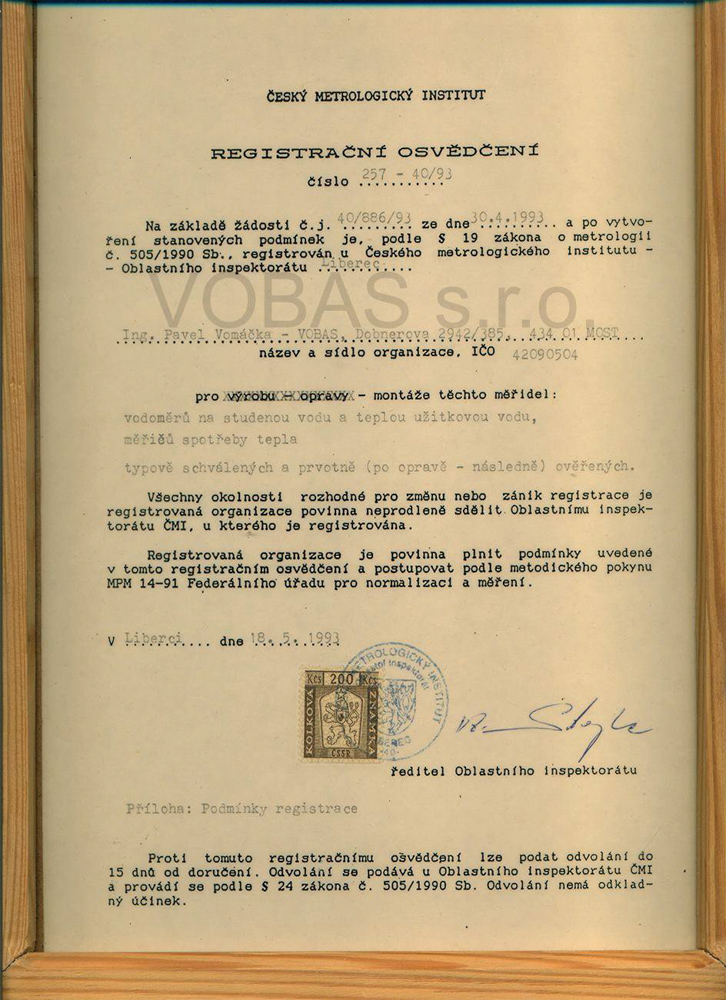 ČESKÝ METROLOGICKÝ INSTITUT
REGISTRAČNÍ OSVĚDČENÍ
číslo 257 - 40/93
Na základě žádosti č.j. 40/886/93 ze dne 30.4.1993 a po vytvo-
ření stanovených podmínek je, podle § 19 zákona o metrologii
č. 505/1990 Sb., registrován u Českého metrologického institutu -
- Oblastního inspektorátu Liberec
VOBAS s.r.o.
Ing. Pavel Vomáčka - VOBAS, Dobnerova 2942/385, 434 01 MOST
název a sídlo organizace, IČO 42090504
pro výrobu - opravy - montáže těchto měřidel:
vodoměrů na studenou vodu a teplou užitkovou vodu,
měřičů spotřeby tepla
typově schválených a prvotně (po opravě - následně) ověřených.
Všechny okolnosti rozhodné pro změnu nebo zánik registrace je
registrovaná organizace povinna neprodleně sdělit Oblastnímu inspek-
torátu ČMI, u kterého je registrována.
Registrovaná organizace je povinna plnit podmínky uvedené
v tomto registračním osvědčení a postupovat podle metodického pokynu
MPM 14-91 Federálního úřadu pro normalizaci a měření.
V Liberci dne 18.5.1993
Kčs 200 Kčs
KOLKOVÁ ZNÁMKA
ČSSR
METROLOGICKÝ INSTITUT
ředitel Oblastního inspektorátu
Příloha: Podmínky registrace
Proti tomuto registračnímu osvědčení lze podat odvolání do
15 dnů od doručení. Odvolání se podává u Oblastního inspektorátu ČMI
a provádí se podle § 24 zákona č. 505/1990 Sb. Odvolání nemá odklad-
ný účinek.